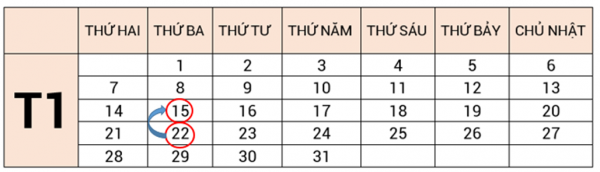 THỨ HAI THỨ BA THỨ TƯ THỨ NĂM THỨ SÁU THỨ BẢY CHỦ NHẬT
T1
1 2 3 4 5 6
7 8 9 10 11 12 13
14 15 16 17 18 19 20
21 22 23 24 25 26 27
28 29 30 31